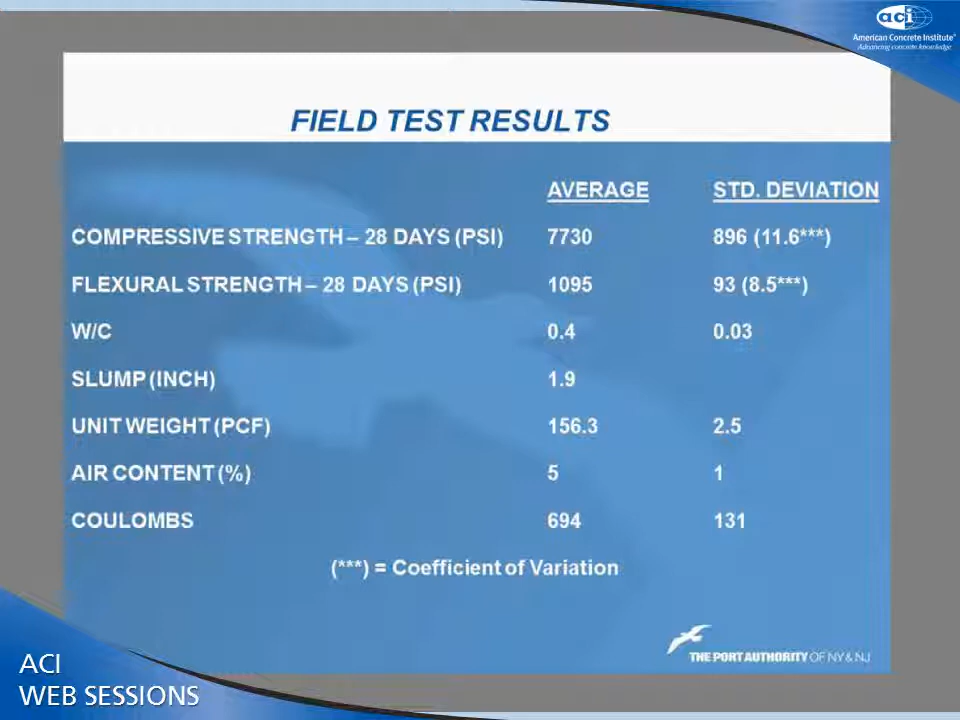 aci
American Concrete Institute®
Advancing concrete knowledge
FIELD TEST RESULTS
AVERAGE STD. DEVIATION
COMPRESSIVE STRENGTH – 28 DAYS (PSI) 7730 896 (11.6***)
FLEXURAL STRENGTH – 28 DAYS (PSI) 1095 93 (8.5***)
W/C 0.4 0.03
SLUMP (INCH) 1.9
UNIT WEIGHT (PCF) 156.3 2.5
AIR CONTENT (%) 5 1
COULOMBS 694 131
(***) = Coefficient of Variation
THE PORT AUTHORITY OF NY & NJ
ACI
WEB SESSIONS